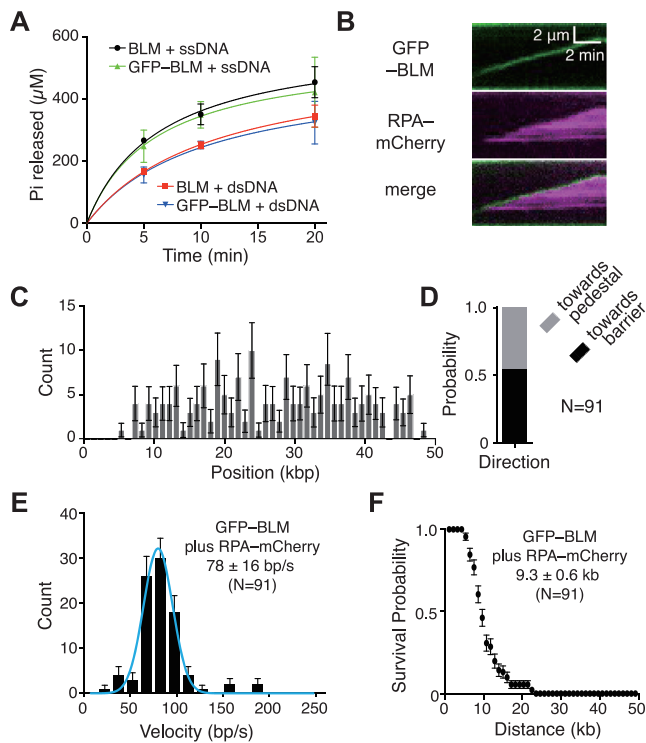 A
600
400
200
0
Pi released (µM)
BLM + ssDNA
GFP–BLM + ssDNA
BLM + dsDNA
GFP–BLM + dsDNA
0 5 10 15 20
Time (min)
B
GFP
–BLM
2 µm
2 min
RPA–
mCherry
merge
C
15
10
5
0
Count
10 20 30 40 50
Position (kbp)
D
1.0
0.5
0
Probability
towards
pedestal
towards
barrier
N=91
Direction
E
40
30
20
10
0
Count
GFP–BLM
plus RPA–mCherry
78 ± 16 bp/s
(N=91)
50 100 150 200 250
Velocity (bp/s)
F
1.0
0.5
0
Survival Probability
GFP–BLM
plus RPA–mCherry
9.3 ± 0.6 kb
(N=91)
0 10 20 30 40 50
Distance (kb)